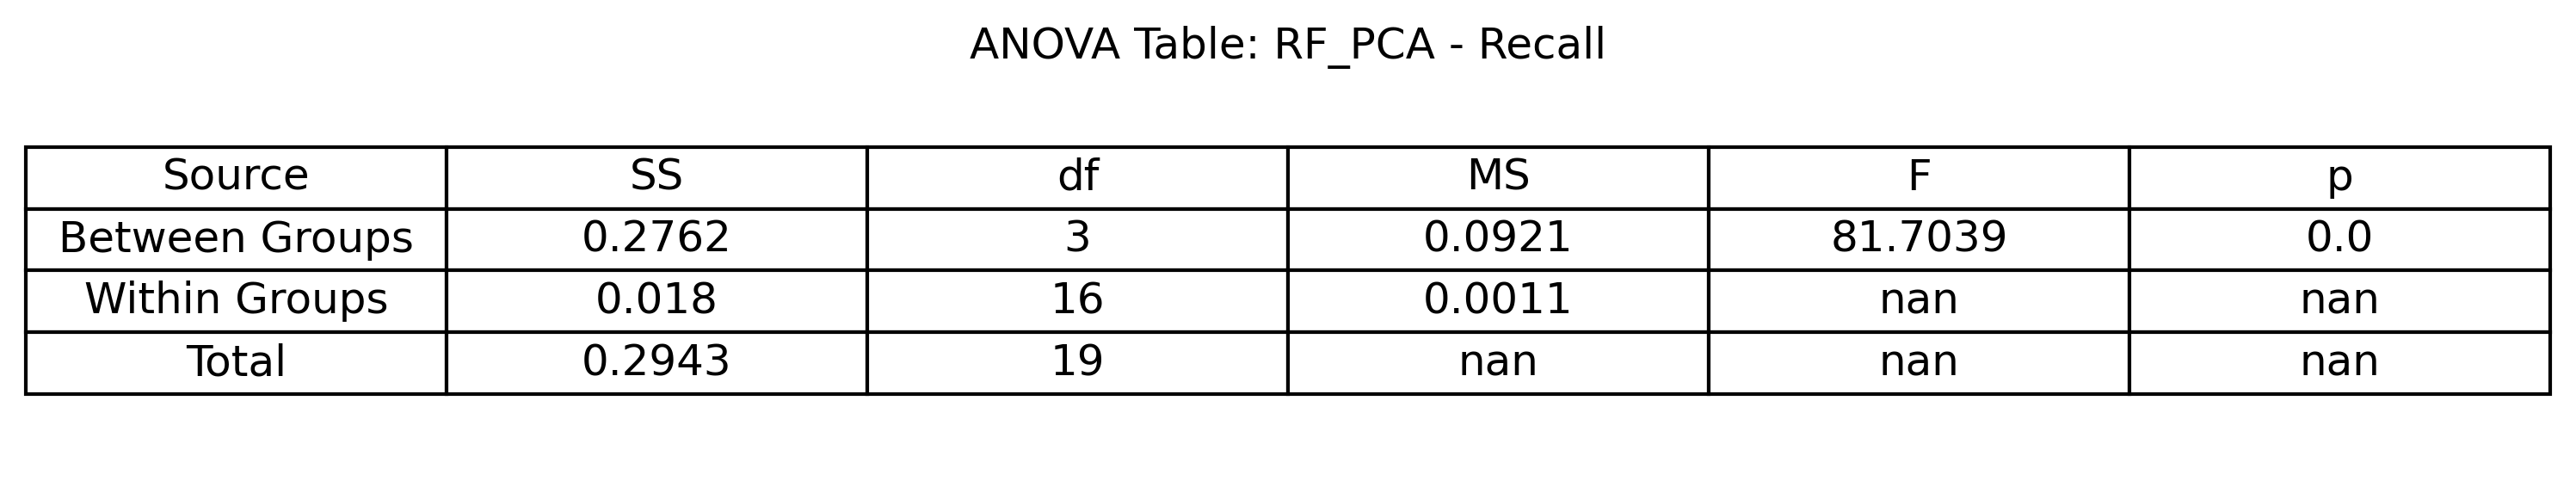 ANOVA Table: RF_PCA - Recall
Source SS df MS F p
Between Groups 0.2762 3 0.0921 81.7039 0.0
Within Groups 0.018 16 0.0011 nan nan
Total 0.2943 19 nan nan nan